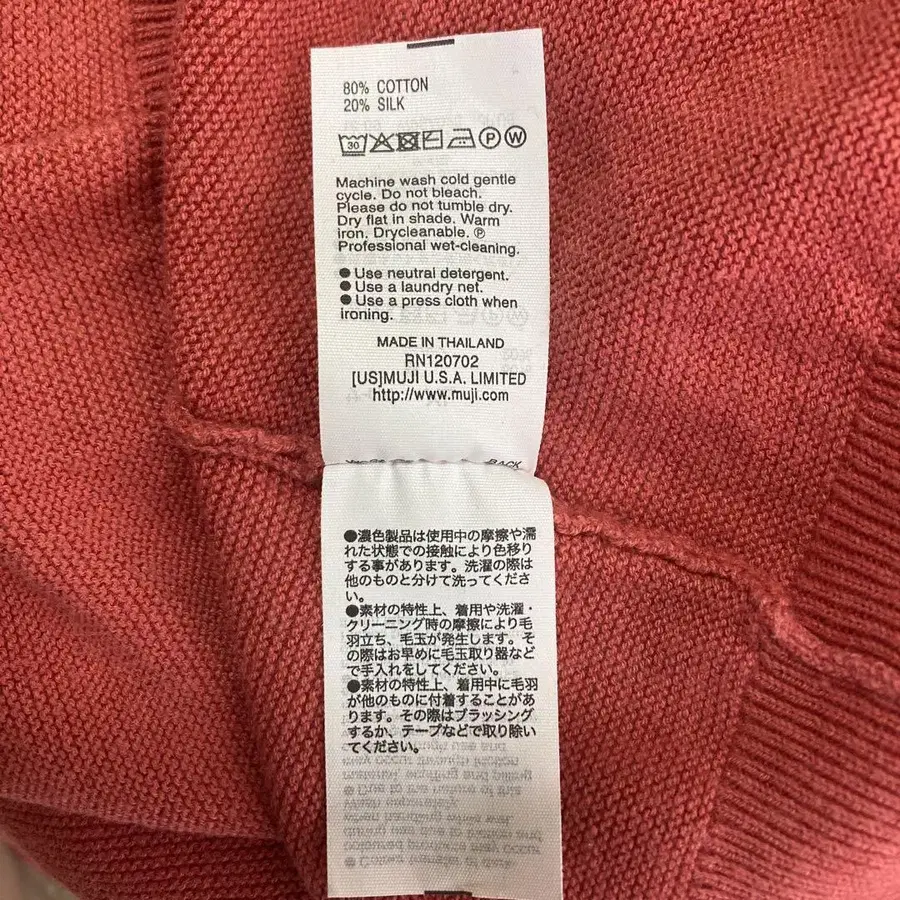 80% COTTON
20% SILK
30 P W
Machine wash cold gentle
cycle. Do not bleach.
Please do not tumble dry.
Dry flat in shade. Warm
iron. Drycleanable. Ⓟ
Professional wet-cleaning.
●Use neutral detergent.
●Use a laundry net.
●Use a press cloth when
ironing.
MADE IN THAILAND
RN120702
[US]MUJI U.S.A. LIMITED
http://www.muji.com
BACK
●濃色製品は使用中の摩擦や濡
れた状態での接触により色移り
する事があります。洗濯の際は
他のものと分けて洗ってくださ
い。
●素材の特性上、着用や洗濯・
クリーニング時の摩擦により毛
羽立ち、毛玉が発生します。そ
の際はお早めに毛玉取り器など
で手入れをしてください。
●素材の特性上、着用中に毛羽
が他のものに付着することがあ
ります。その際はブラッシング
するか、テープなどで取り除い
てください。